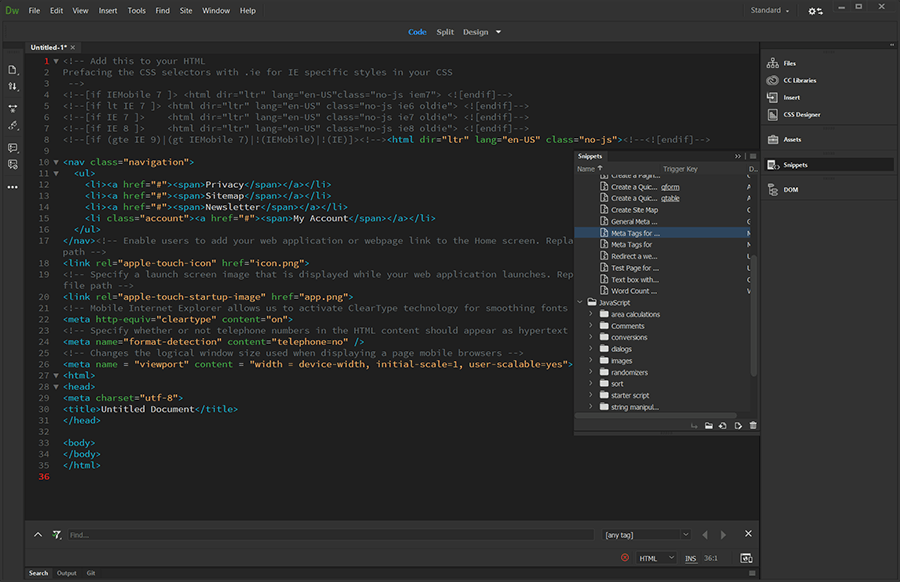 Dw File Edit View Insert Tools Find Site Window Help Standard
Code Split Design
Untitled-1* ×
1 <!-- Add this to your HTML
2 Prefacing the CSS selectors with .ie for IE specific styles in your CSS
3 -->
4 <!--[if IEMobile 7 ]> <html dir="ltr" lang="en-US"class="no-js iem7"> <![endif]-->
5 <!--[if lt IE 7 ]> <html dir="ltr" lang="en-US" class="no-js ie6 oldie"> <![endif]-->
6 <!--[if IE 7 ]> <html dir="ltr" lang="en-US" class="no-js ie7 oldie"> <![endif]-->
7 <!--[if IE 8 ]> <html dir="ltr" lang="en-US" class="no-js ie8 oldie"> <![endif]-->
8 <!--[if (gte IE 9)|(gt IEMobile 7)|!(IEMobile)|!(IE)]><!--><html dir="ltr" lang="en-US" class="no-js"><!--<![endif]-->
9
10 <nav class="navigation">
11 <ul>
12 <li><a href="#"><span>Privacy</span></a></li>
13 <li><a href="#"><span>Sitemap</span></a></li>
14 <li><a href="#"><span>Newsletter</span></a></li>
15 <li class="account"><a href="#"><span>My Account</span></a></li>
16 </ul>
17 </nav><!-- Enable users to add your web application or webpage link to the Home screen. Repla
path -->
18 <link rel="apple-touch-icon" href="icon.png">
19 <!-- Specify a launch screen image that is displayed while your web application launches. Rep
file path -->
20 <link rel="apple-touch-startup-image" href="app.png">
21 <!-- Mobile Internet Explorer allows us to activate ClearType technology for smoothing fonts
22 <meta http-equiv="cleartype" content="on">
23 <!-- Specify whether or not telephone numbers in the HTML content should appear as hypertext
24 <meta name="format-detection" content="telephone=no" />
25 <!-- Changes the logical window size used when displaying a page mobile browsers -->
26 <meta name = "viewport" content = "width = device-width, initial-scale=1, user-scalable=yes">
27 <html>
28 <head>
29 <meta charset="utf-8">
30 <title>Untitled Document</title>
31 </head>
32
33 <body>
34 </body>
35 </html>
36
Snippets
Name Trigger Key D...
Create a Pagin...
Create a Quic... qform
Create a Quic... qtable
Create Site Map
General Meta ...
Meta Tags for ...
Meta Tags for
Redirect a we...
Test Page for ...
Text box with...
Word Count ...
JavaScript
area calculations
Comments
conversions
dialogs
images
randomizers
sort
starter script
string manipul...
Files
CC Libraries
Insert
CSS Designer
Assets
Snippets
DOM
Find... [any tag]
HTML INS 36:1
Search Output Git